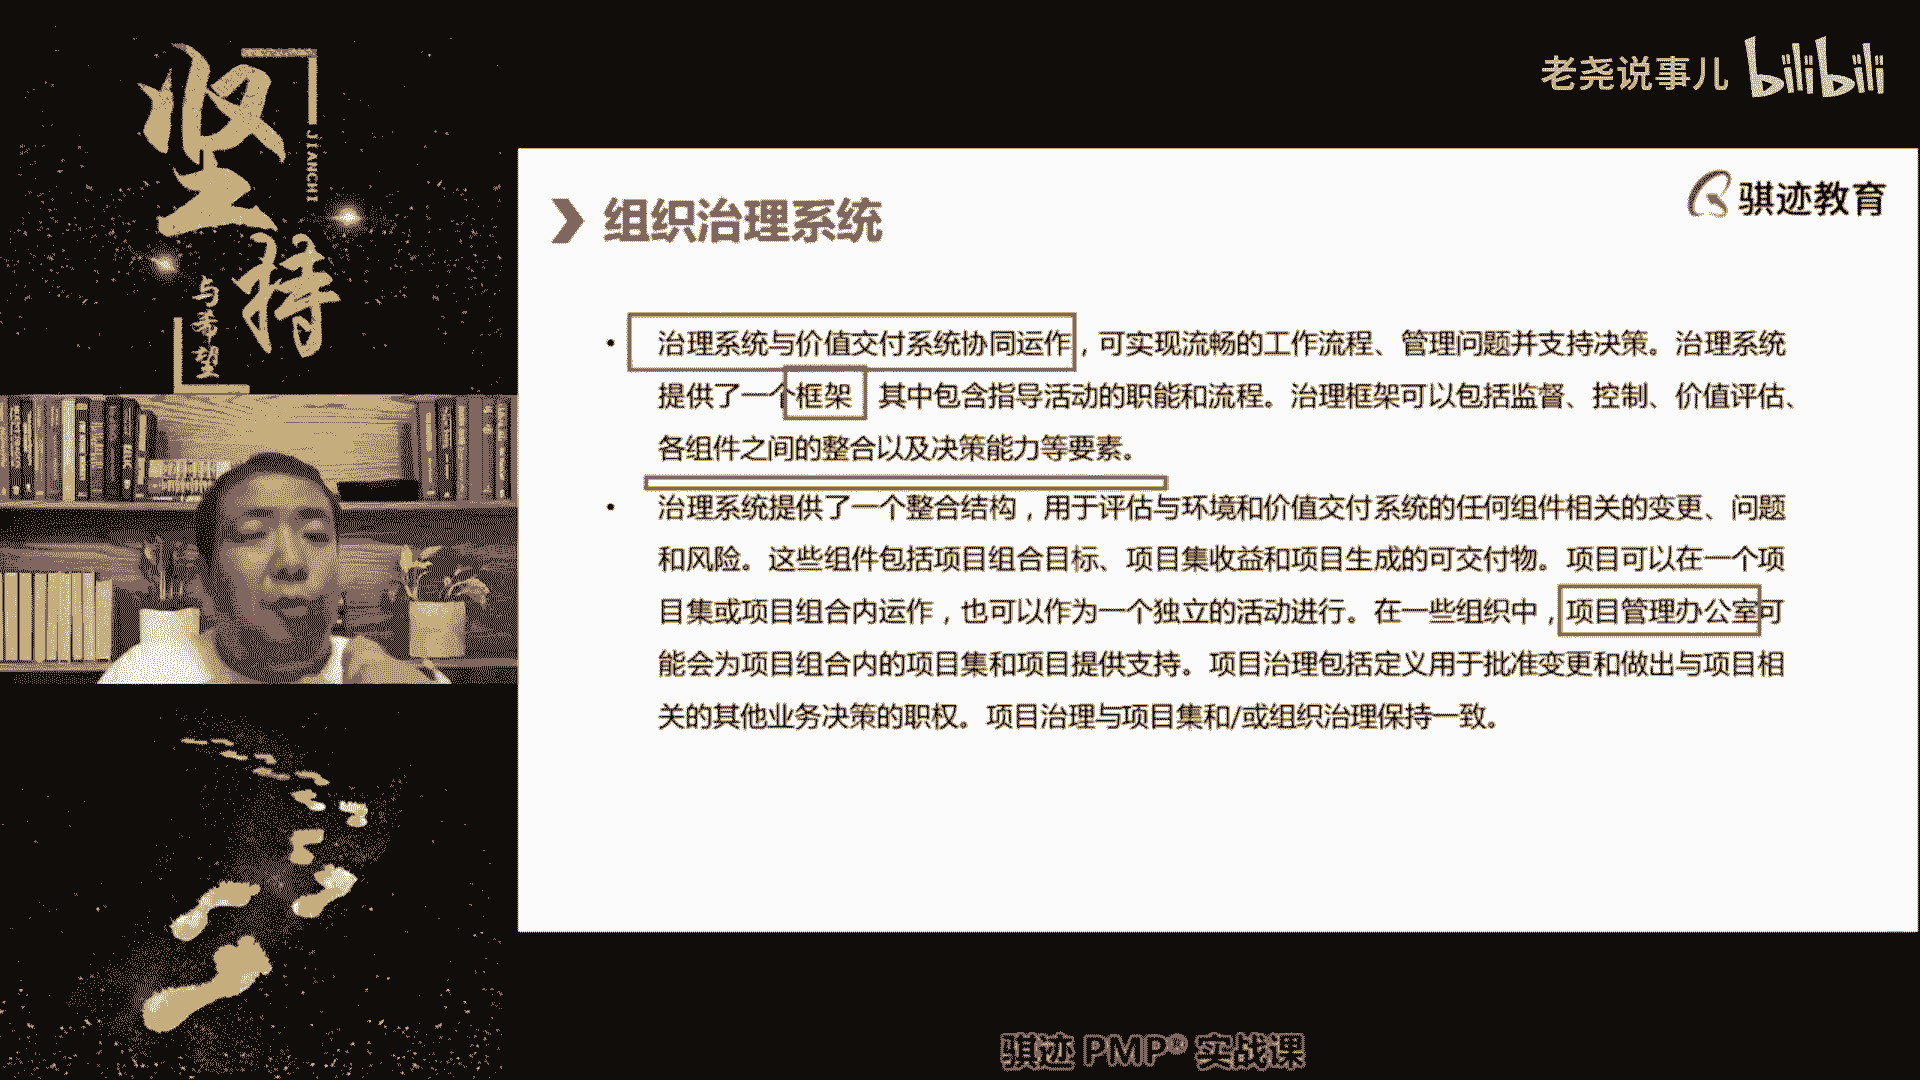 坚持
JIANCHI
与希望
老尧说事儿 bilibili
骐迹教育
组织治理系统
• 治理系统与价值交付系统协同运作，可实现流畅的工作流程、管理问题并支持决策。治理系统
提供了一个框架 其中包含指导活动的职能和流程。治理框架可以包括监督、控制、价值评估、
各组件之间的整合以及决策能力等要素。
• 治理系统提供了一个整合结构，用于评估与环境和价值交付系统的任何组件相关的变更、问题
和风险。这些组件包括项目组合目标、项目集收益和项目生成的可交付物。项目可以在一个项
目集或项目组合内运作，也可以作为一个独立的活动进行。在一些组织中，项目管理办公室可
能会为项目组合内的项目集和项目提供支持。项目治理包括定义用于批准变更和做出与项目相
关的其他业务决策的职权。项目治理与项目集和/或组织治理保持一致。
骐迹 PMP® 实战课